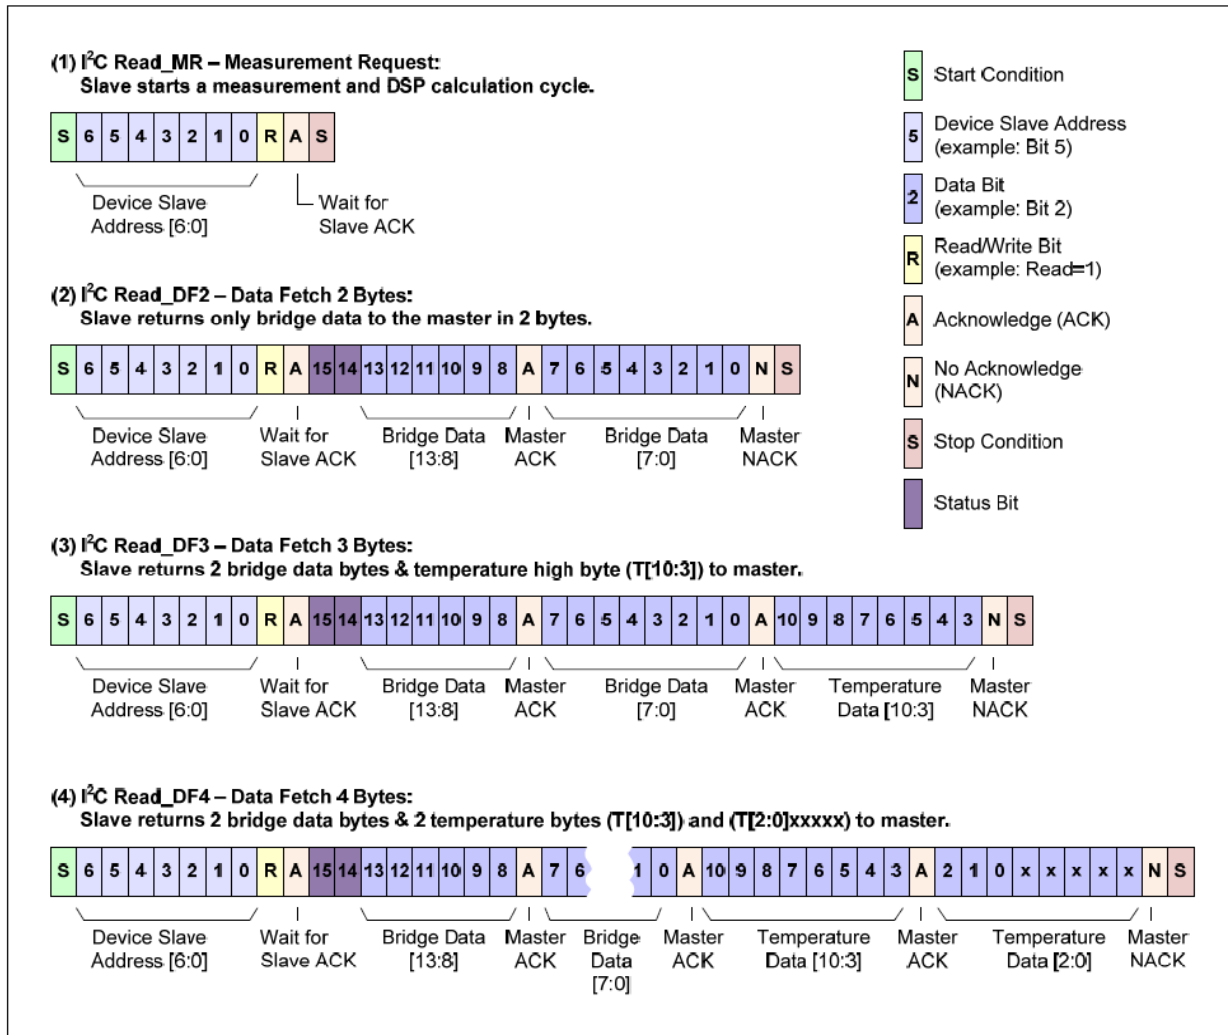 (1) I²C Read_MR – Measurement Request:
Slave starts a measurement and DSP calculation cycle.
S 6 5 4 3 2 1 0 R A S
Device Slave
Address [6:0]
Wait for
Slave ACK
(2) I²C Read_DF2 – Data Fetch 2 Bytes:
Slave returns only bridge data to the master in 2 bytes.
S 6 5 4 3 2 1 0 R A 15 14 13 12 11 10 9 8 A 7 6 5 4 3 2 1 0 N S
Device Slave
Address [6:0]
Wait for
Slave ACK
Bridge Data
[13:8]
Master
ACK
Bridge Data
[7:0]
Master
NACK
(3) I²C Read_DF3 – Data Fetch 3 Bytes:
Slave returns 2 bridge data bytes & temperature high byte (T[10:3]) to master.
S 6 5 4 3 2 1 0 R A 15 14 13 12 11 10 9 8 A 7 6 5 4 3 2 1 0 A 10 9 8 7 6 5 4 3 N S
Device Slave
Address [6:0]
Wait for
Slave ACK
Bridge Data
[13:8]
Master
ACK
Bridge Data
[7:0]
Master
ACK
Temperature
Data [10:3]
Master
NACK
(4) I²C Read_DF4 – Data Fetch 4 Bytes:
Slave returns 2 bridge data bytes & 2 temperature bytes (T[10:3]) and (T[2:0]xxxxx) to master.
S 6 5 4 3 2 1 0 R A 15 14 13 12 11 10 9 8 A 7 6 1 0 A 10 9 8 7 6 5 4 3 A 2 1 0 x x x x x N S
Device Slave
Address [6:0]
Wait for
Slave ACK
Bridge Data
[13:8]
Master
ACK
Bridge
Data
[7:0]
Master
ACK
Temperature
Data [10:3]
Master
ACK
Temperature
Data [2:0]
Master
NACK
S Start Condition
5 Device Slave Address
(example: Bit 5)
2 Data Bit
(example: Bit 2)
R Read/Write Bit
(example: Read=1)
A Acknowledge (ACK)
N No Acknowledge
(NACK)
S Stop Condition
Status Bit